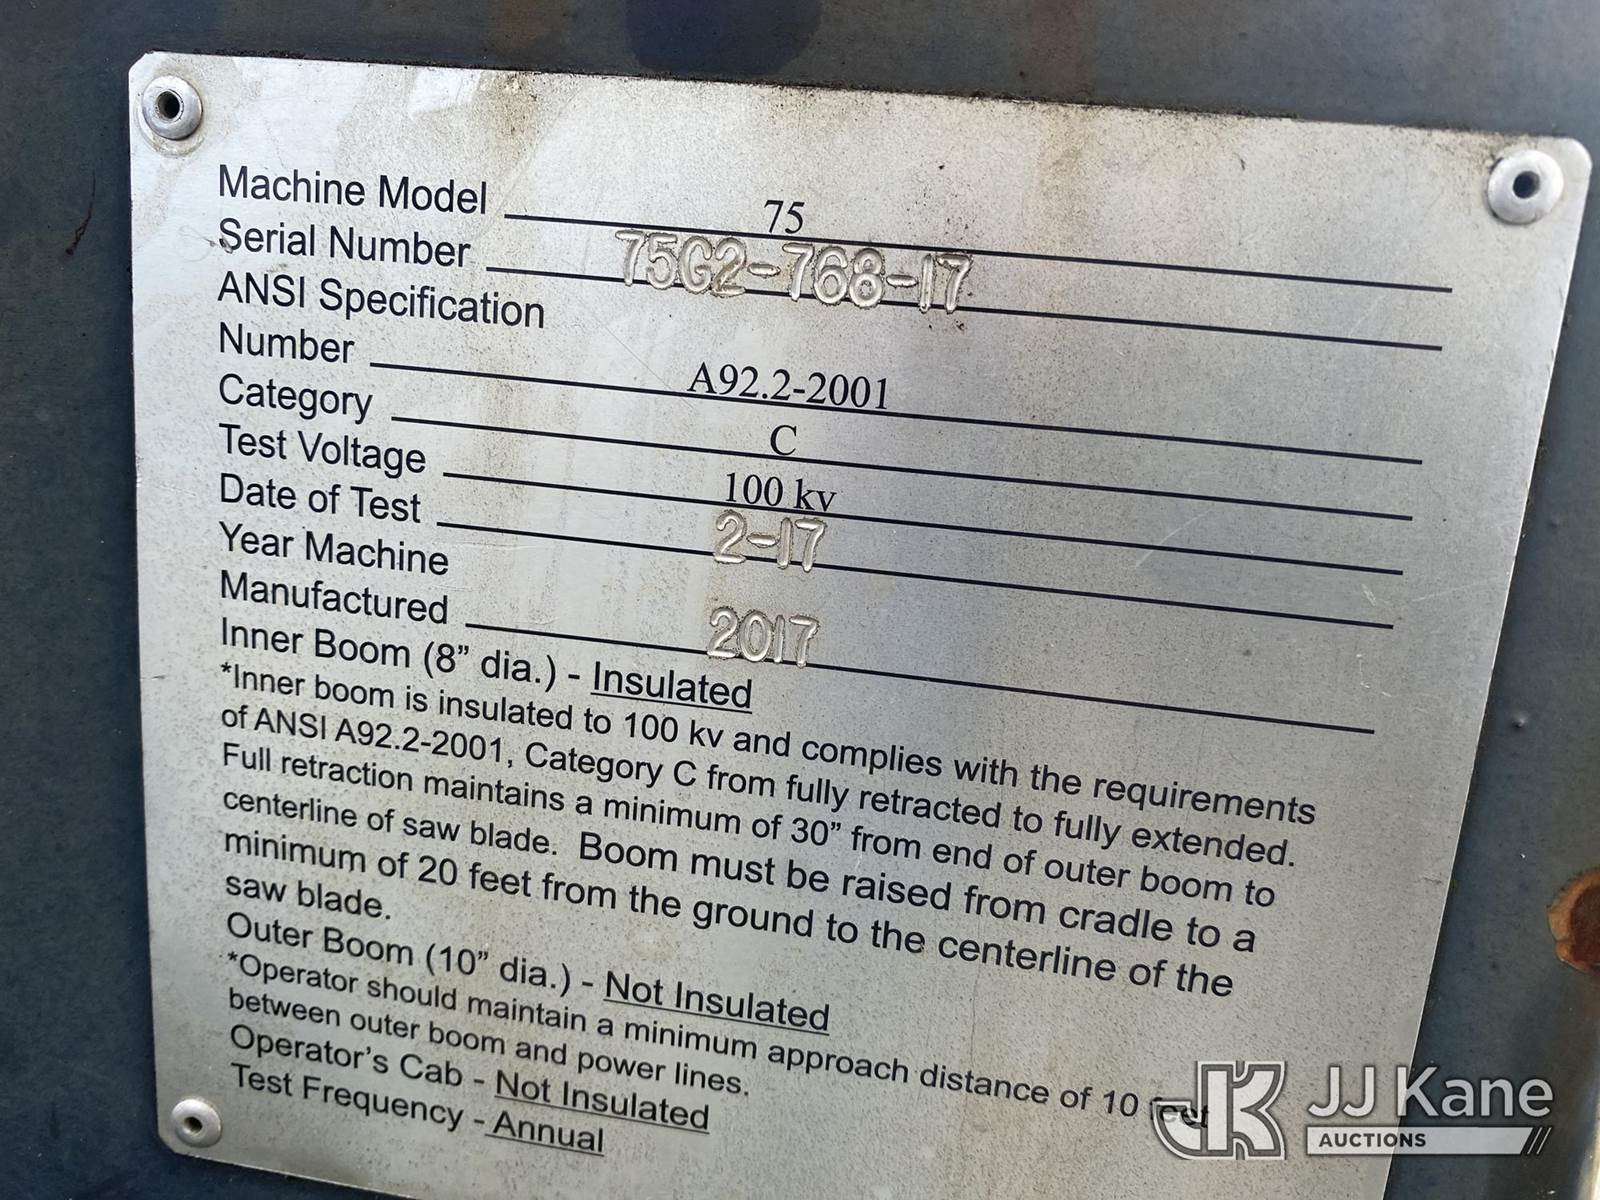 Machine Model 75
Serial Number 75G2-768-17
ANSI Specification
Number A92.2-2001
Category C
Test Voltage 100 kv
Date of Test 2-17
Year Machine
Manufactured 2017
Inner Boom (8” dia.) - Insulated
*Inner boom is insulated to 100 kv and complies with the requirements
of ANSI A92.2-2001, Category C from fully retracted to fully extended.
Full retraction maintains a minimum of 30” from end of outer boom to
centerline of saw blade. Boom must be raised from cradle to a
minimum of 20 feet from the ground to the centerline of the
saw blade.
Outer Boom (10” dia.) - Not Insulated
*Operator should maintain a minimum approach distance of 10 feet
between outer boom and power lines.
Operator’s Cab - Not Insulated
Test Frequency - Annual
JK JJ Kane
AUCTIONS